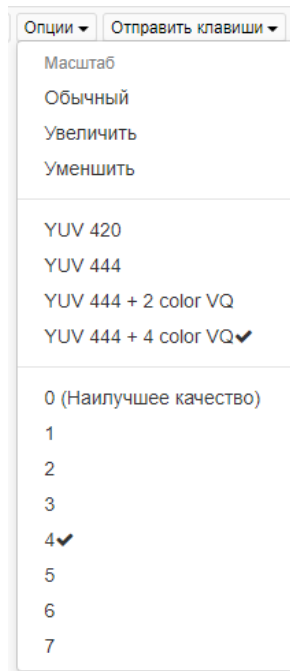 Опции Отправить клавиши
Масштаб
Обычный
Увеличить
Уменшить
YUV 420
YUV 444
YUV 444 + 2 color VQ
YUV 444 + 4 color VQ✔
0 (Наилучшее качество)
1
2
3
4✔
5
6
7